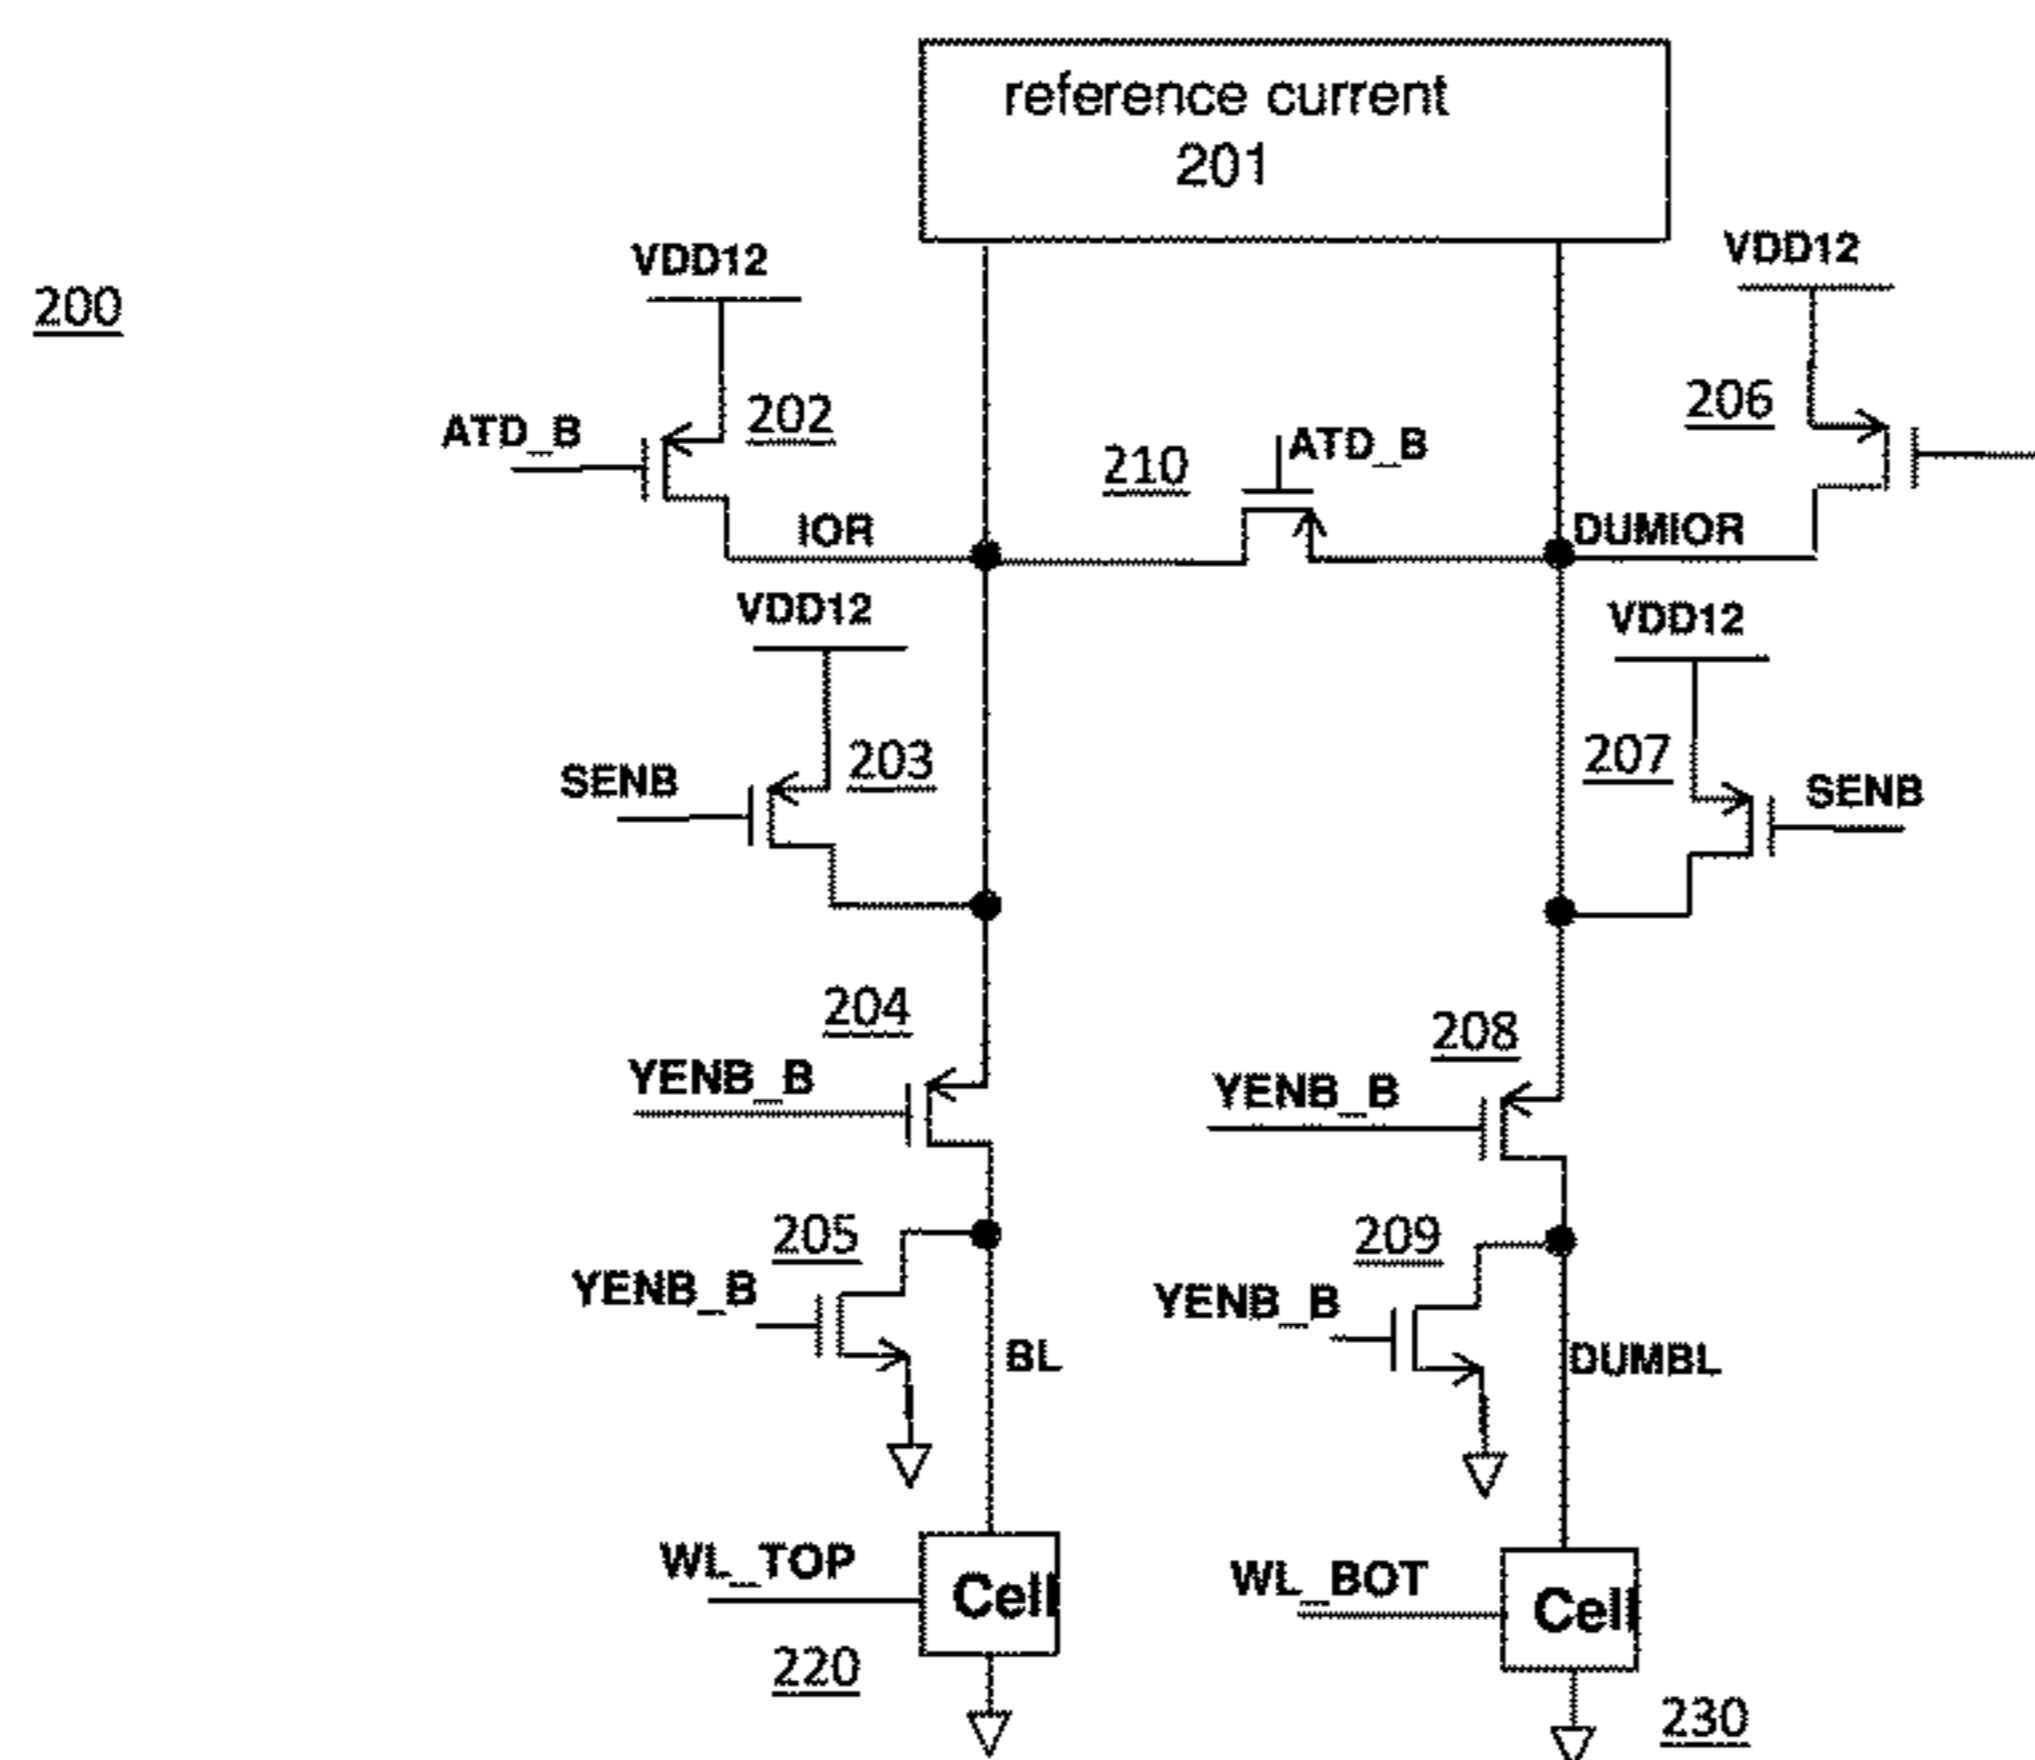 reference current
201
VDD12
VDD12
200
202
206
ATD_B
ATD_B
210
IOR
DUMIOR
VDD12
VDD12
203
207
SENB
SENB
204
208
YENB_B
YENB_B
205
209
YENB_B
YENB_B
BL
DUMBL
WL_TOP
Cell
WL_BOT
Cell
220
230